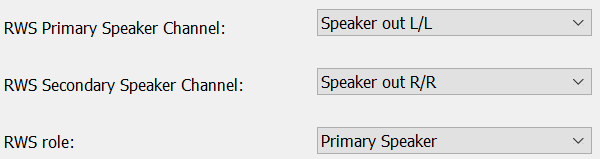 RWS Primary Speaker Channel: Speaker out L/L
RWS Secondary Speaker Channel: Speaker out R/R
RWS role: Primary Speaker